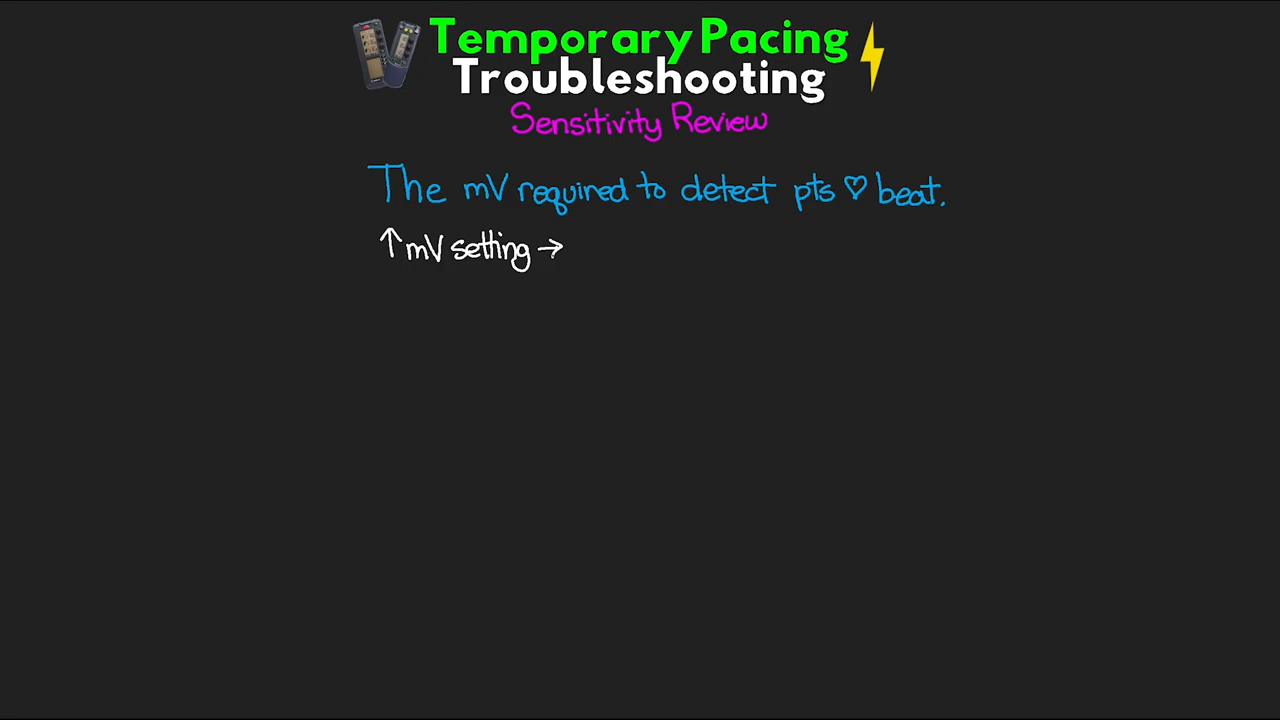 Temporary Pacing
Troubleshooting
Sensitivity Review
The mV required to detect pts ♡ beat.
↑ mV setting →